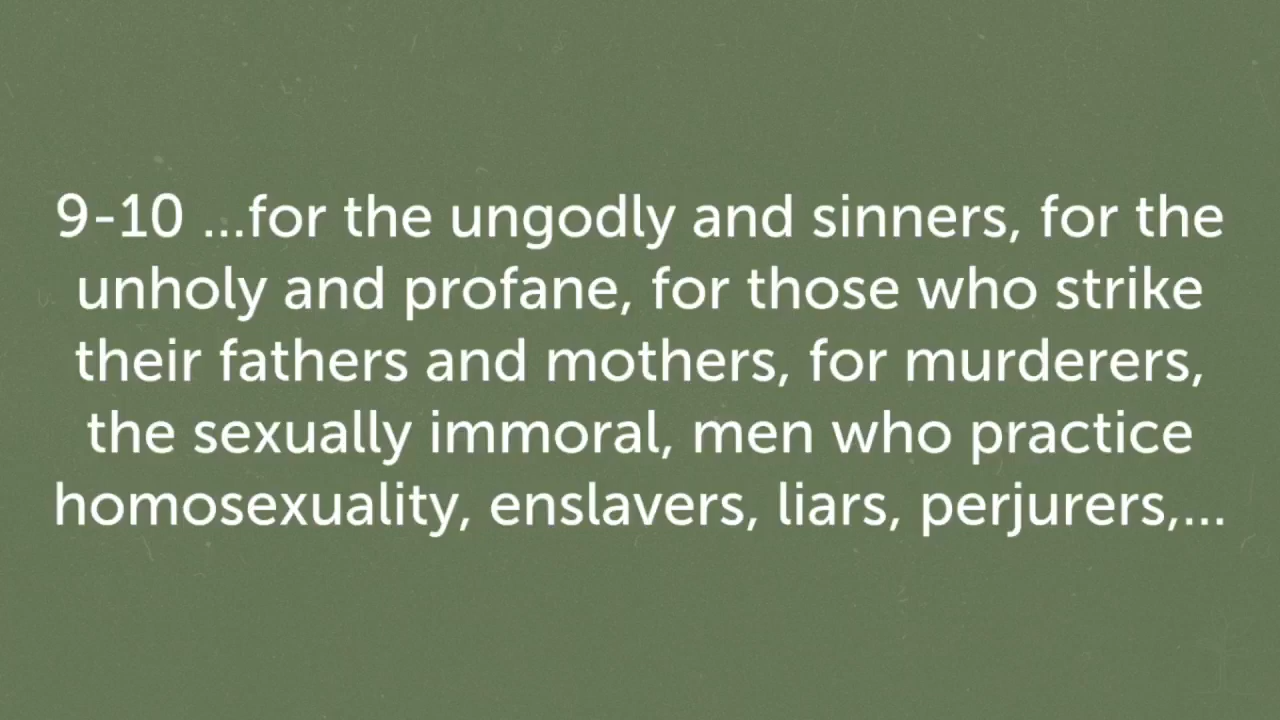 9-10 ...for the ungodly and sinners, for the
unholy and profane, for those who strike
their fathers and mothers, for murderers,
the sexually immoral, men who practice
homosexuality, enslavers, liars, perjurers,...